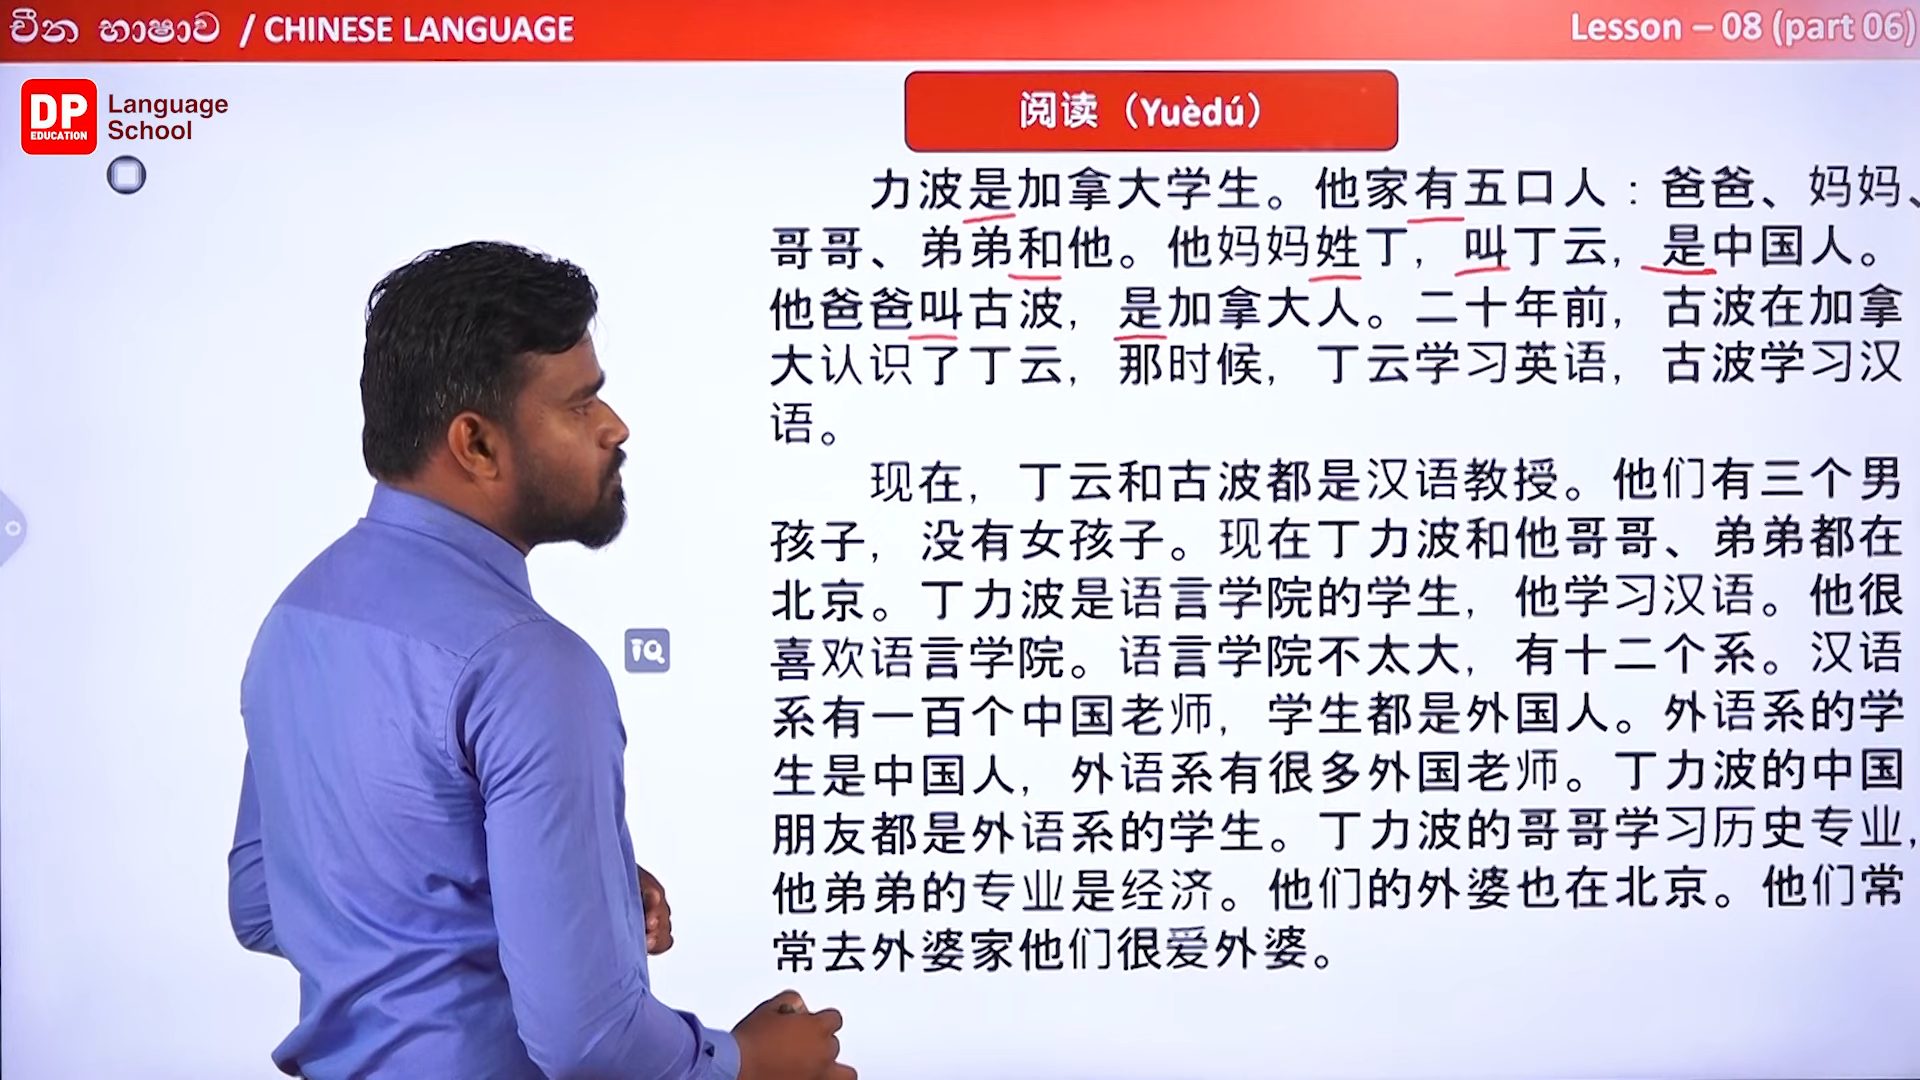 චීන භාෂාව / CHINESE LANGUAGE
Lesson – 08 (part 06)
DP
EDUCATION
Language
School
阅读（Yuèdú）
力波是加拿大学生。他家有五口人：爸爸、妈妈、
哥哥、弟弟和他。他妈妈姓丁，叫丁云，是中国人。
他爸爸叫古波，是加拿大人。二十年前，古波在加拿
大认识了丁云，那时候，丁云学习英语，古波学习汉
语。
现在，丁云和古波都是汉语教授。他们有三个男
孩子，没有女孩子。现在丁力波和他哥哥、弟弟都在
北京。丁力波是语言学院的学生，他学习汉语。他很
喜欢语言学院。语言学院不太大，有十二个系。汉语
系有一百个中国老师，学生都是外国人。外语系的学
生是中国人，外语系有很多外国老师。丁力波的中国
朋友都是外语系的学生。丁力波的哥哥学习历史专业，
他弟弟的专业是经济。他们的外婆也在北京。他们常
常去外婆家他们很爱外婆。